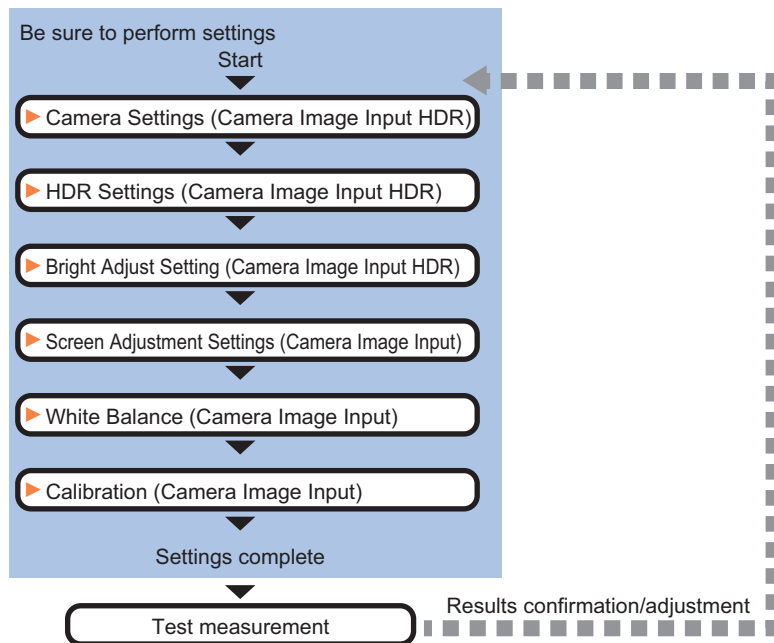 Be sure to perform settings
Start
Camera Settings (Camera Image Input HDR)
HDR Settings (Camera Image Input HDR)
Bright Adjust Setting (Camera Image Input HDR)
Screen Adjustment Settings (Camera Image Input)
White Balance (Camera Image Input)
Calibration (Camera Image Input)
Settings complete
Test measurement
Results confirmation/adjustment